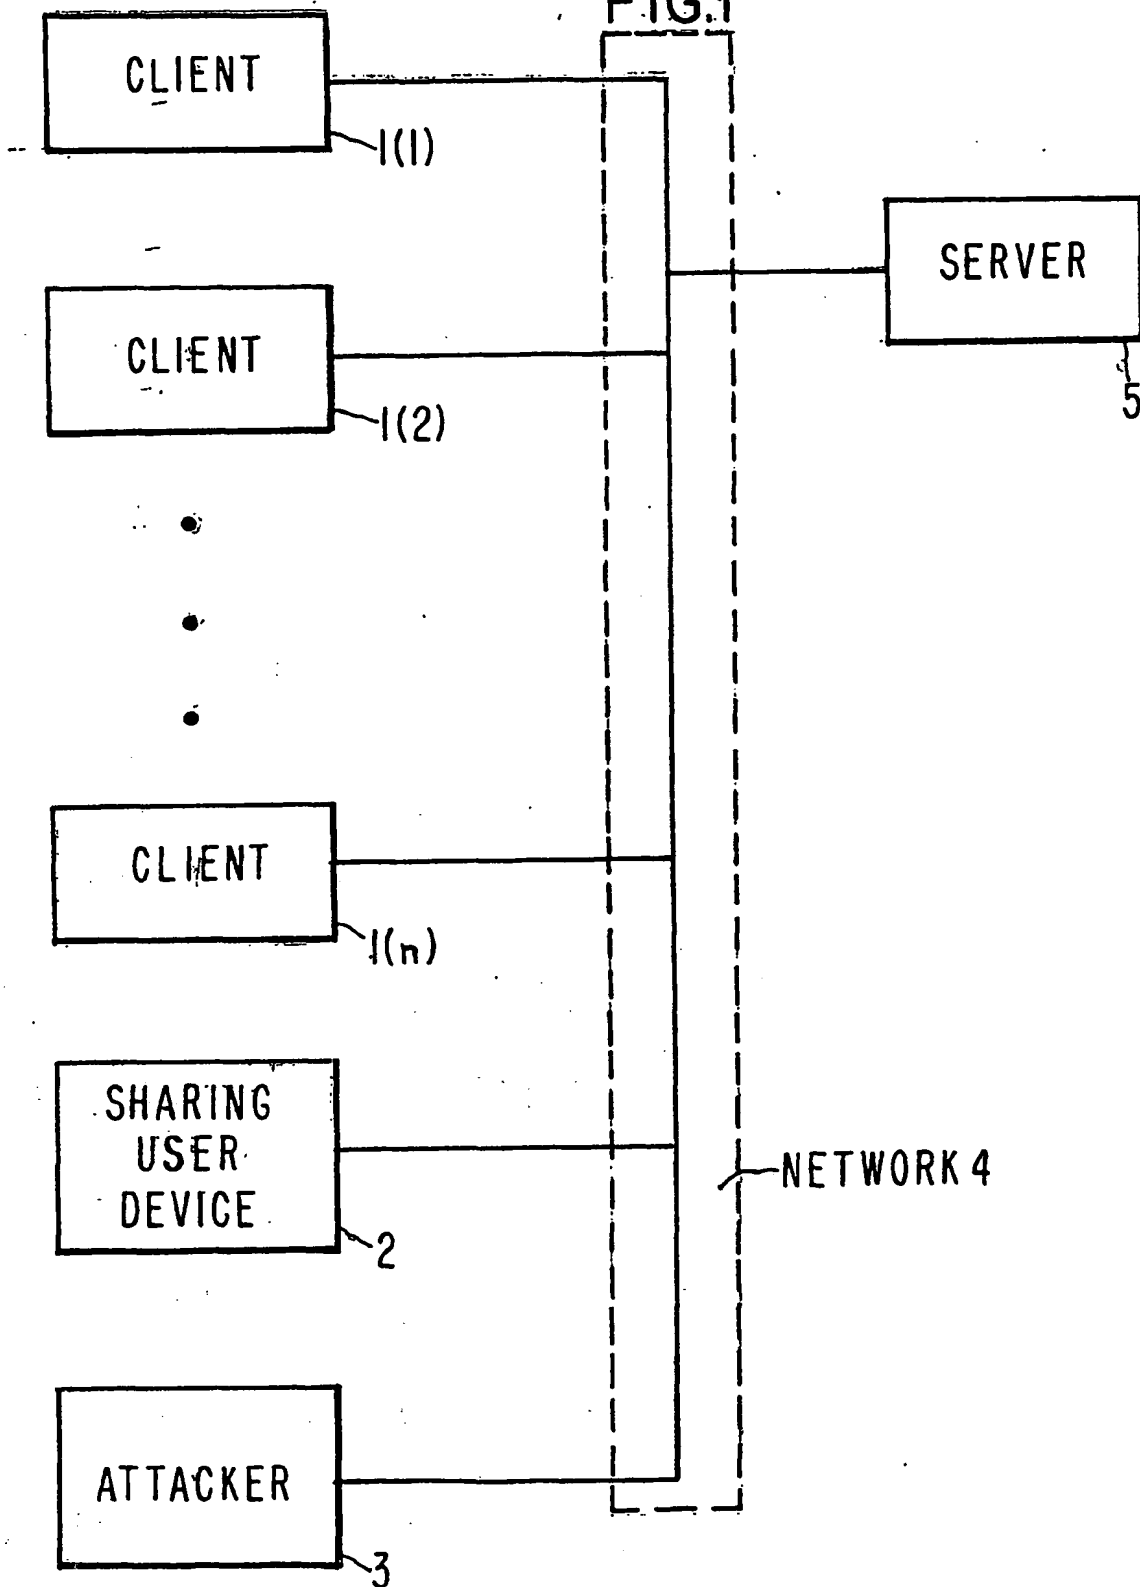 FIG.1
CLIENT
1(1)
SERVER
5
CLIENT
1(2)
CLIENT
1(n)
SHARING
USER
DEVICE
2
NETWORK 4
ATTACKER
3